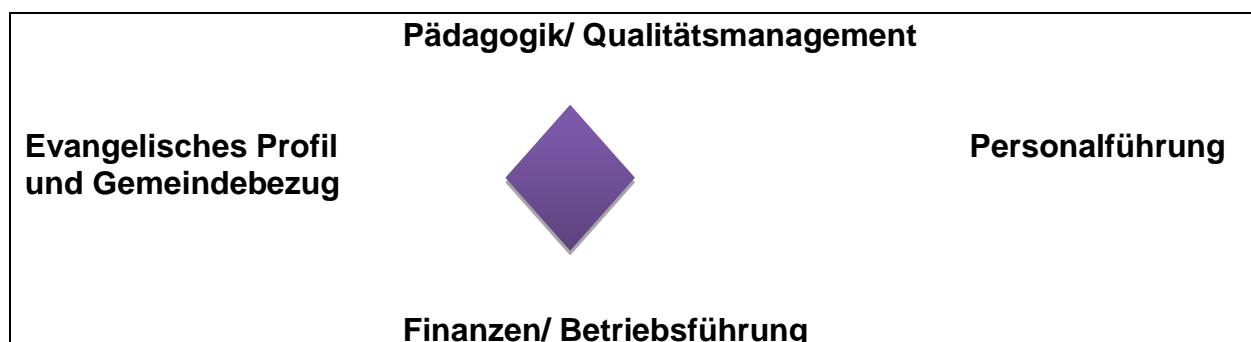 Pädagogik/ Qualitätsmanagement
Evangelisches Profil
und Gemeindebezug
Personalführung
Finanzen/ Betriebsführung